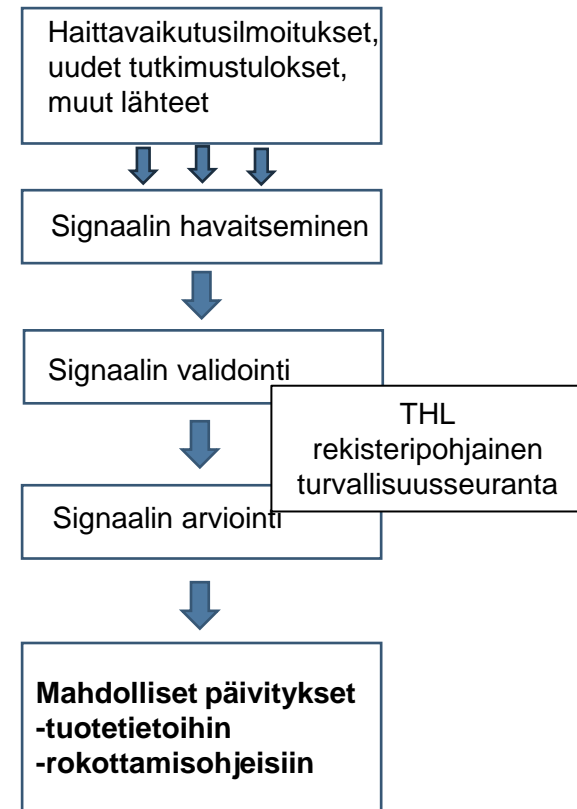 Haittavaikutusilmoitukset,
uudet tutkimustulokset,
muut lähteet
Signaalin havaitseminen
Signaalin validointi
THL
rekisteripohjainen
turvallisuusseuranta
Signaalin arviointi
Mahdolliset päivitykset
-tuotetietoihin
-rokottamisohjeisiin